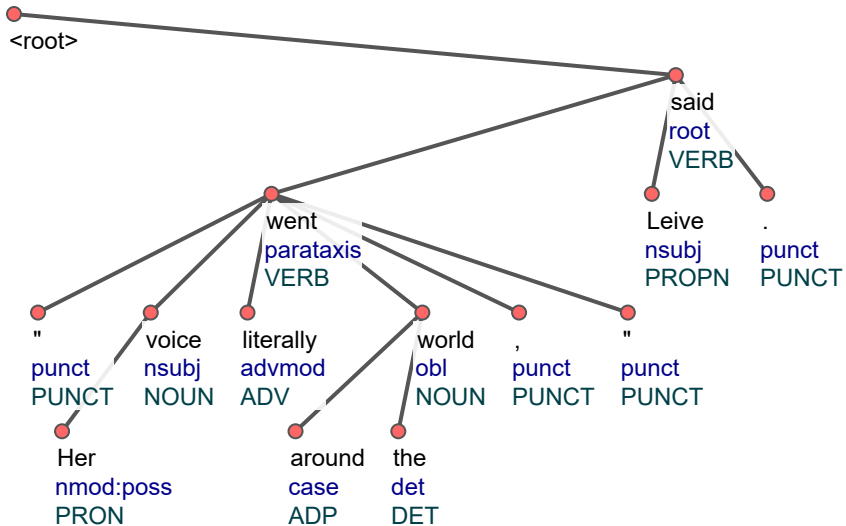 <root>
said
root
VERB
went
parataxis
VERB
Leive
nsubj
PROPN
.
punct
PUNCT
"
punct
PUNCT
voice
nsubj
NOUN
literally
advmod
ADV
world
obl
NOUN
,
punct
PUNCT
"
punct
PUNCT
Her
nmod:poss
PRON
around
case
ADP
the
det
DET